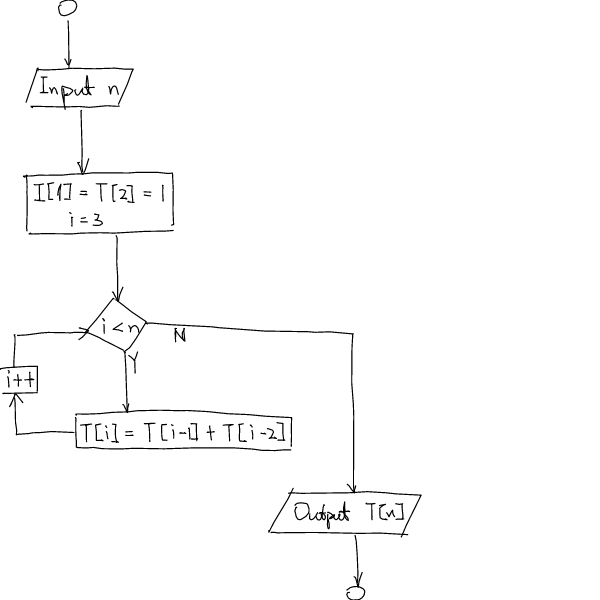 Input n
I[1] = T[2] = 1
i = 3
i < n
N
Y
i++
T[i] = T[i-1] + T[i-2]
Output T[n]